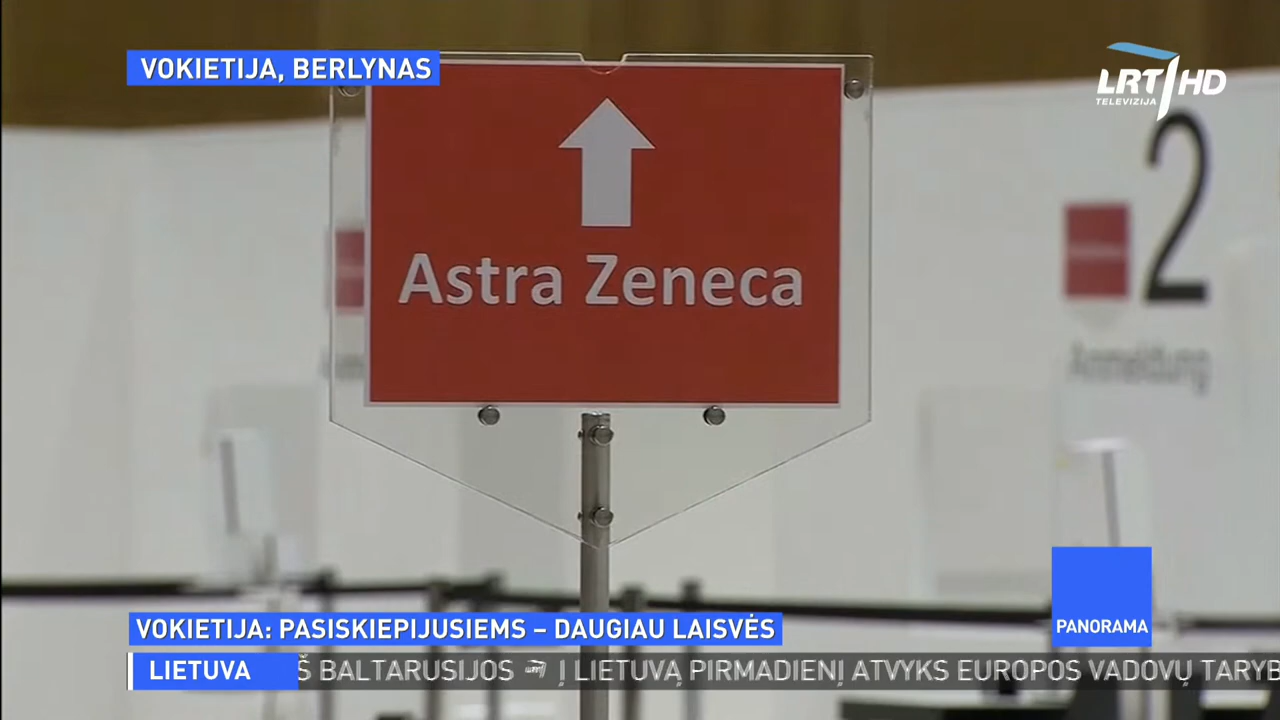 VOKIETIJA, BERLYNAS
LRT HD
TELEVIZIJA
2
Astra Zeneca
Anmeldung
PANORAMA
VOKIETIJA: PASISKIEPIJUSIEMS – DAUGIAU LAISVĖS
LIETUVA
Š BALTARUSIJOS Į LIETUVĄ PIRMADIENĮ ATVYKS EUROPOS VADOVŲ TARYB